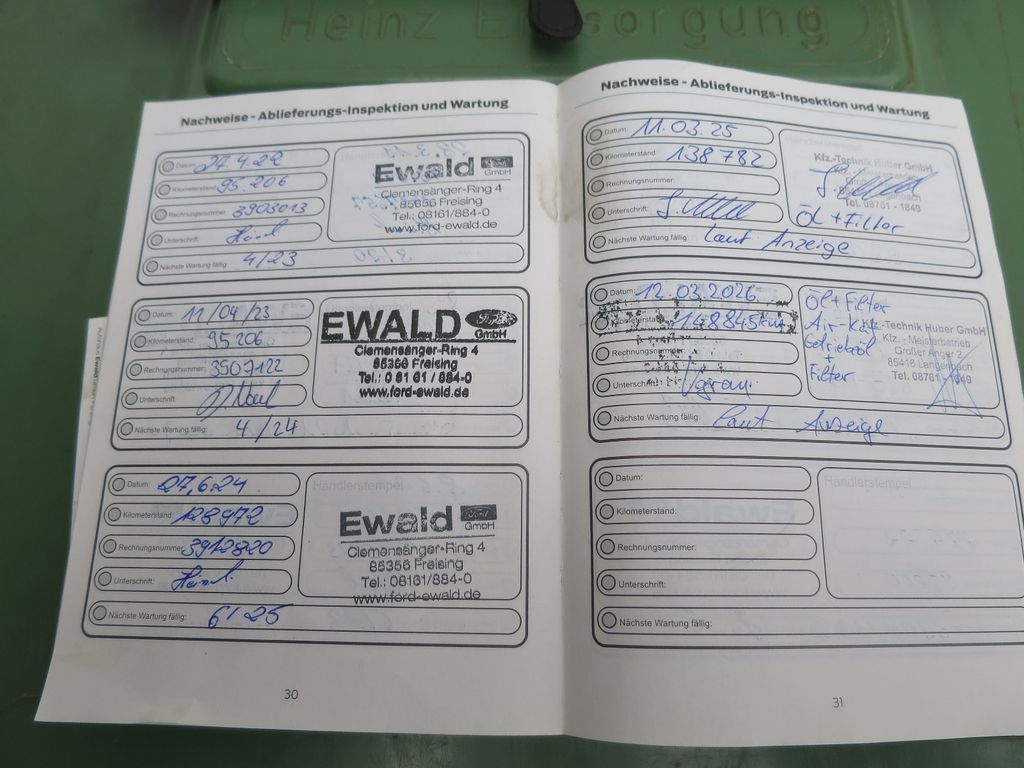 Heinz Entsorgung
Nachweise - Ablieferungs-Inspektion und Wartung
Datum: 27.4.22
Kilometerstand: 95.206
Rechnungsnummer: 3903013
Unterschrift:
Nächste Wartung fällig: 4/23
Ewald Ford
GmbH
Clemensänger-Ring 4
85356 Freising
Tel.: 08161/884-0
www.ford-ewald.de
Datum: 11/04/23
Kilometerstand: 95206
Rechnungsnummer: 3507122
Unterschrift:
Nächste Wartung fällig: 4/24
EWALD Ford
GmbH
Clemensänger-Ring 4
85356 Freising
Tel.: 0 81 61 / 884-0
www.ford-ewald.de
Datum: 27,6.24
Kilometerstand: 128972
Rechnungsnummer: 3912820
Unterschrift:
Nächste Wartung fällig: 6/25
Händlerstempel
Ewald Ford
GmbH
Clemensänger-Ring 4
85356 Freising
Tel.: 08161/884-0
www.ford-ewald.de
30
Nachweise - Ablieferungs-Inspektion und Wartung
Datum: 11.03.25
Kilometerstand: 138782
Rechnungsnummer:
Unterschrift:
Nächste Wartung fällig: laut Anzeige
Händlerstempel
Kfz.-Technik Huber GmbH
Tel. 08761 - 1849
Öl + Filter
Datum: 12.03.2026
Kilometerstand: 148845km
Rechnungsnummer:
Unterschrift:
Nächste Wartung fällig: laut Anzeige
Öl + Filter
Getriebeöl
+
Filter
Kfz.-Technik Huber GmbH
Kfz. - Meisterbetrieb
Großer Anger 2
85416 Langenbach
Tel. 08761 - 1849
Datum:
Kilometerstand:
Rechnungsnummer:
Unterschrift:
Nächste Wartung fällig:
Händlerstempel
31